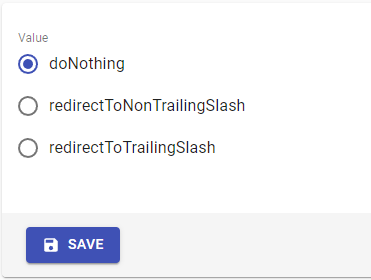 Value
doNothing
redirectToNonTrailingSlash
redirectToTrailingSlash
SAVE